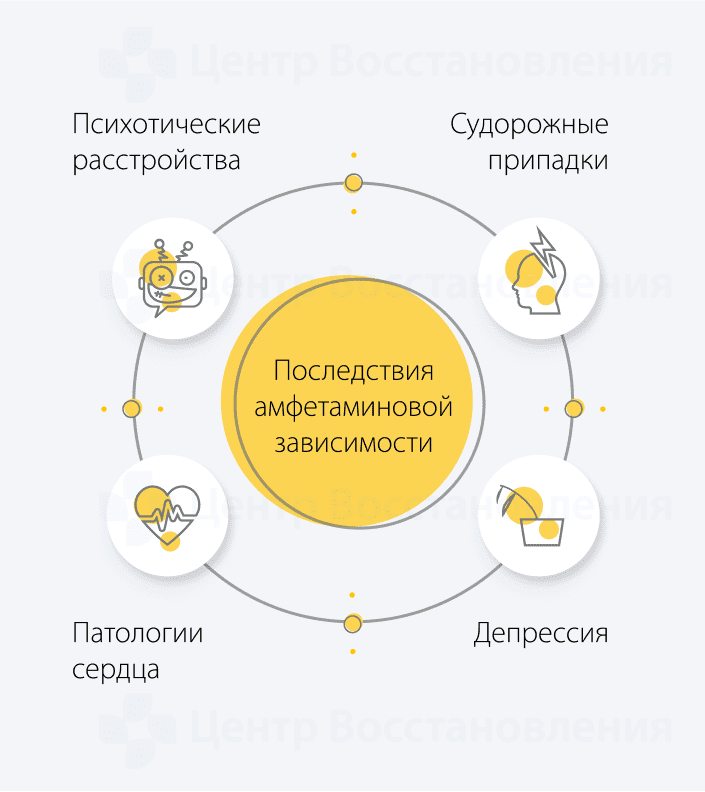 Центр Восстановления
Психотические
расстройства
Судорожные
припадки
Последствия
амфетаминовой
зависимости
Патологии
сердца
Депрессия
Центр Восстановления